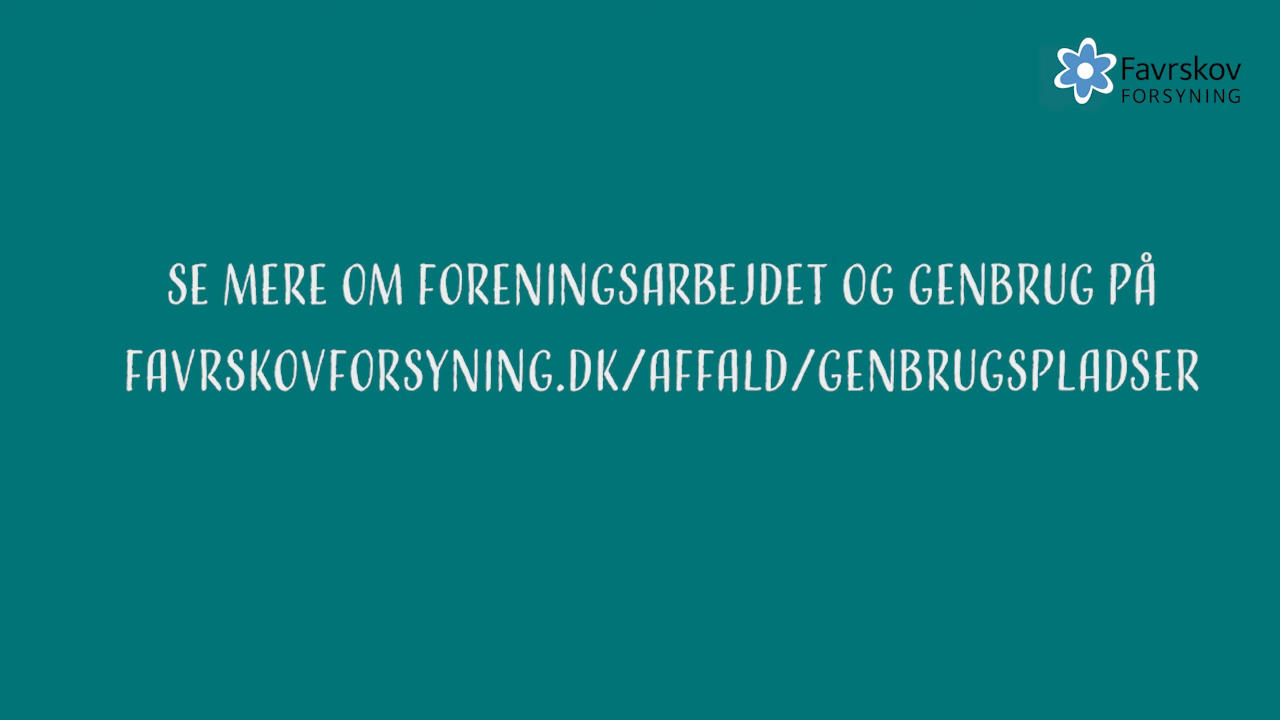 Favrskov
FORSYNING
SE MERE OM FORENINGSARBEJDET OG GENBRUG PÅ
FAVRSKOVFORSYNING.DK/AFFALD/GENBRUGSPLADSER